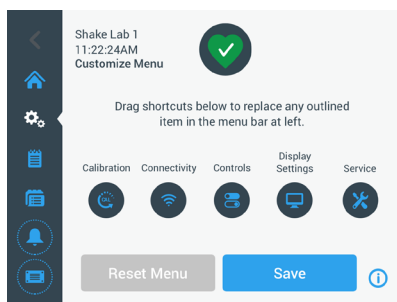 Shake Lab 1
11:22:24AM
Customize Menu
Drag shortcuts below to replace any outlined
item in the menu bar at left.
Calibration
Connectivity
Controls
Display
Settings
Service
CAL
Reset Menu
Save
i